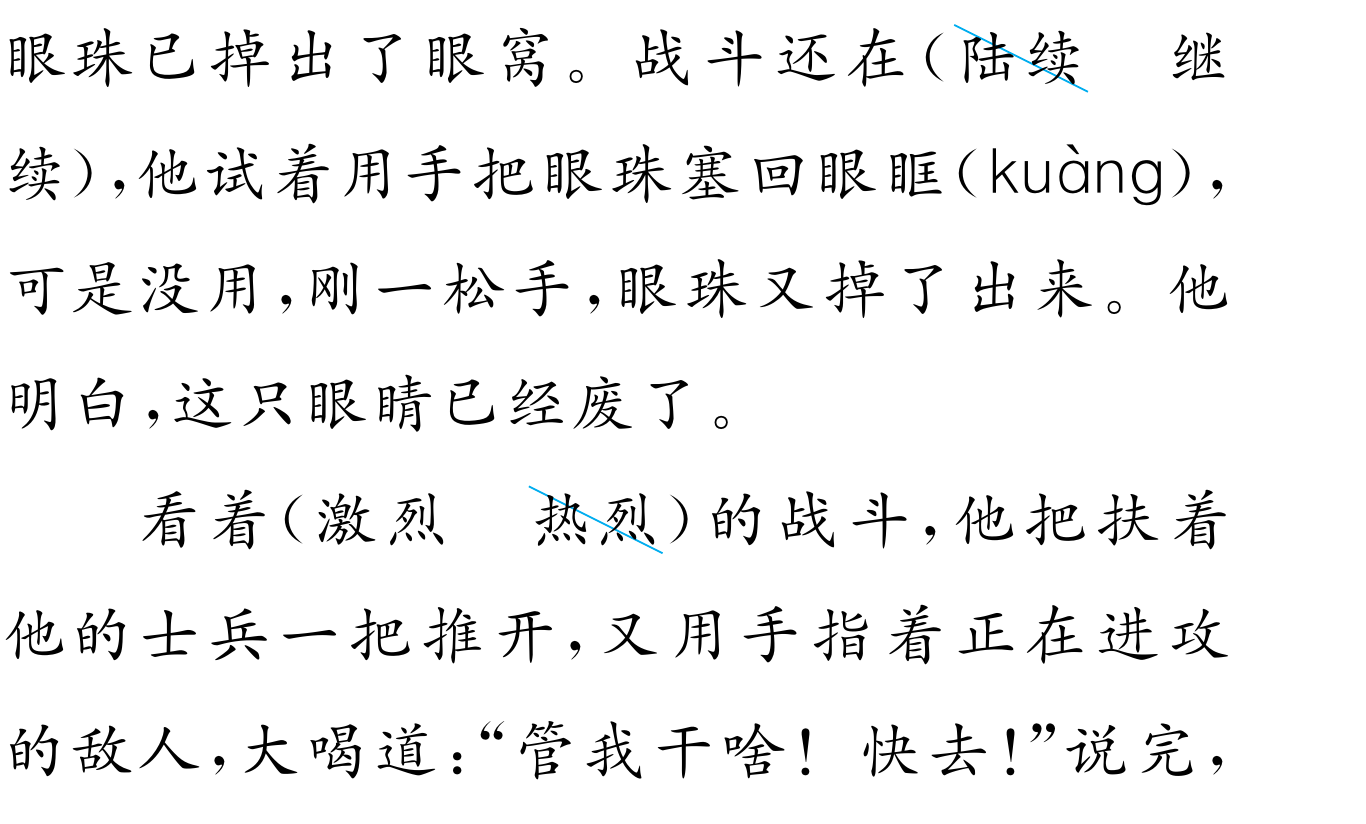 眼珠已掉出了眼窝。战斗还在(陆续 继
续),他试着用手把眼珠塞回眼眶(kuàng),
可是没用,刚一松手,眼珠又掉了出来。他
明白,这只眼睛已经废了。
看着(激烈 热烈)的战斗,他把扶着
他的士兵一把推开,又用手指着正在进攻
的敌人,大喝道:“管我干啥! 快去!”说完,